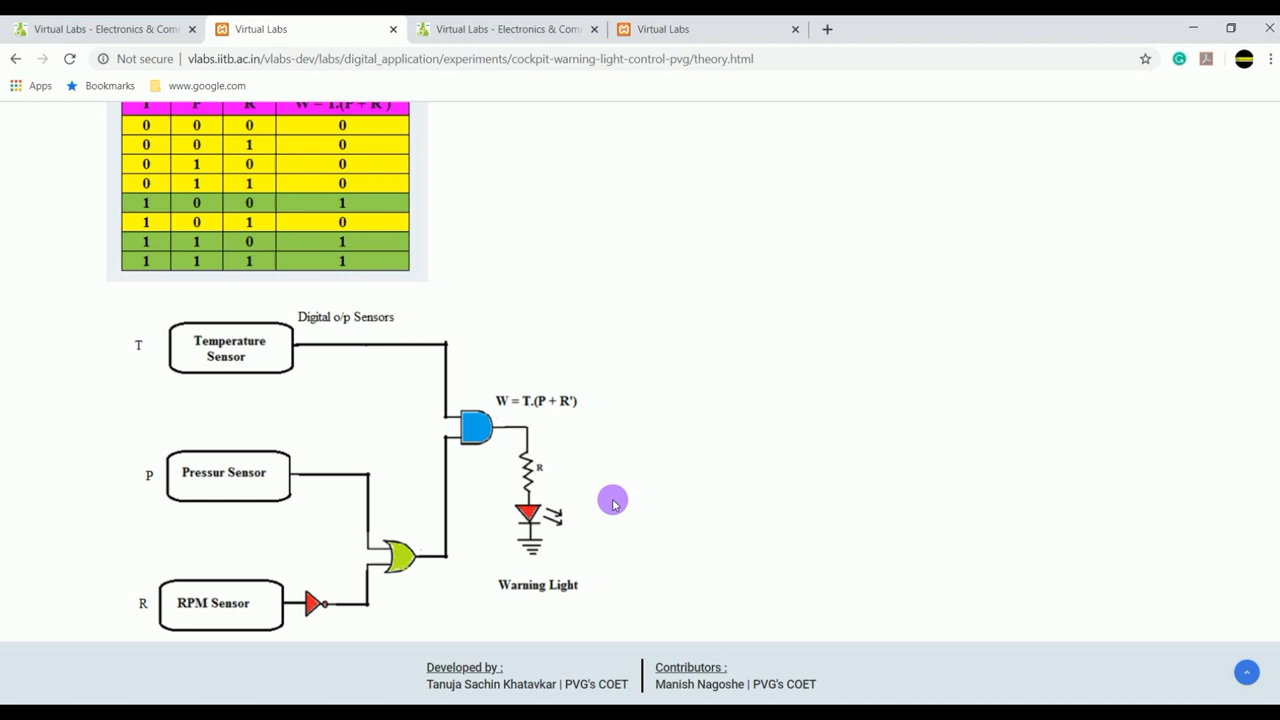 Virtual Labs - Electronics & Comm
Virtual Labs
Virtual Labs - Electronics & Comm
Virtual Labs
Not secure | vlabs.iitb.ac.in/vlabs-dev/labs/digital_application/experiments/cockpit-warning-light-control-pvg/theory.html
Apps
Bookmarks
www.google.com
T P R W = T.(P + R')
0 0 0 0
0 0 1 0
0 1 0 0
0 1 1 0
1 0 0 1
1 0 1 0
1 1 0 1
1 1 1 1
Digital o/p Sensors
T
Temperature
Sensor
W = T.(P + R')
P
Pressur Sensor
R
Warning Light
R
RPM Sensor
Developed by :
Tanuja Sachin Khatavkar | PVG's COET
Contributors :
Manish Nagoshe | PVG's COET